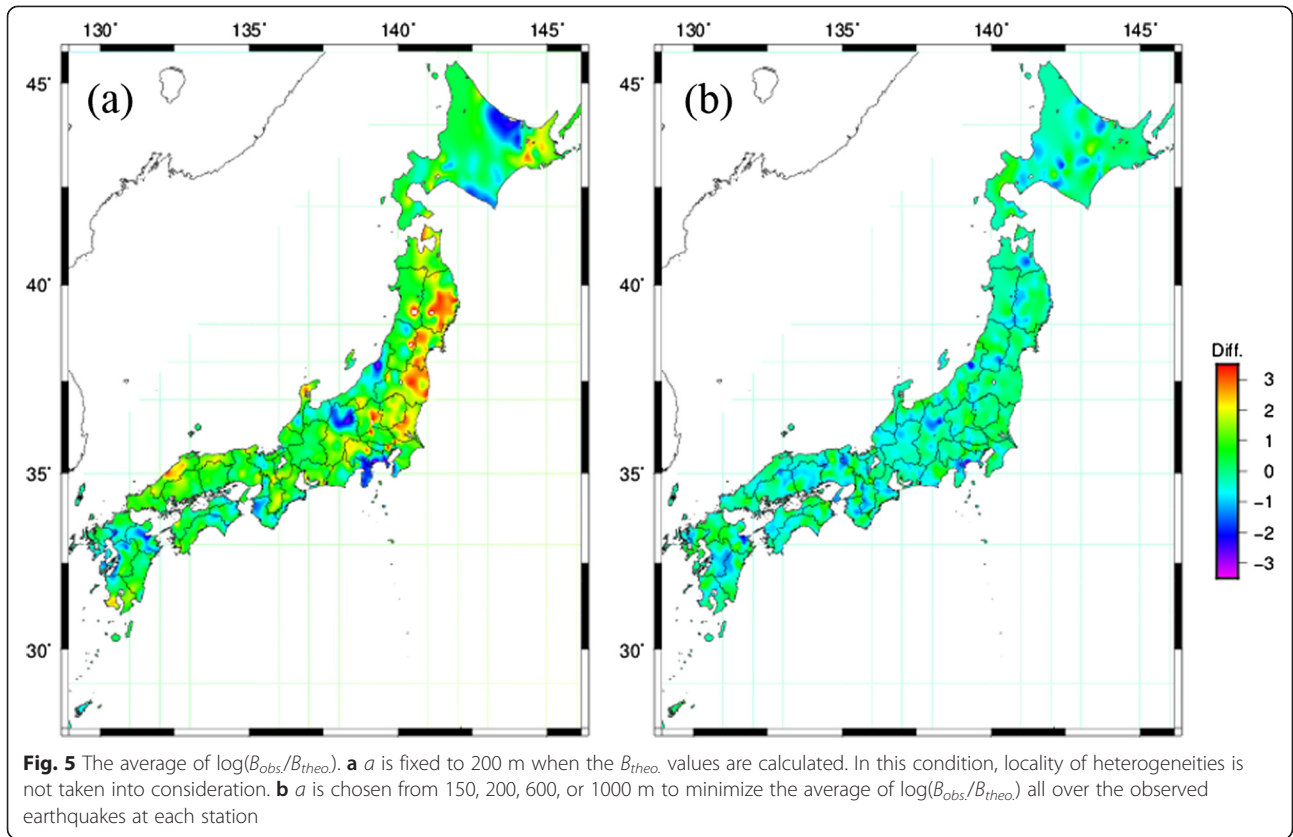 130° 135° 140° 145° 130° 135° 140° 145°
45° (a) 45° (b)
40° 40°
Diff.
3
2
1
0
−1
−2
−3
35° 35°
30° 30°
Fig. 5 The average of log(Bobs./Btheo.). a a is fixed to 200 m when the Btheo. values are calculated. In this condition, locality of heterogeneities is
not taken into consideration. b a is chosen from 150, 200, 600, or 1000 m to minimize the average of log(Bobs./Btheo.) all over the observed
earthquakes at each station